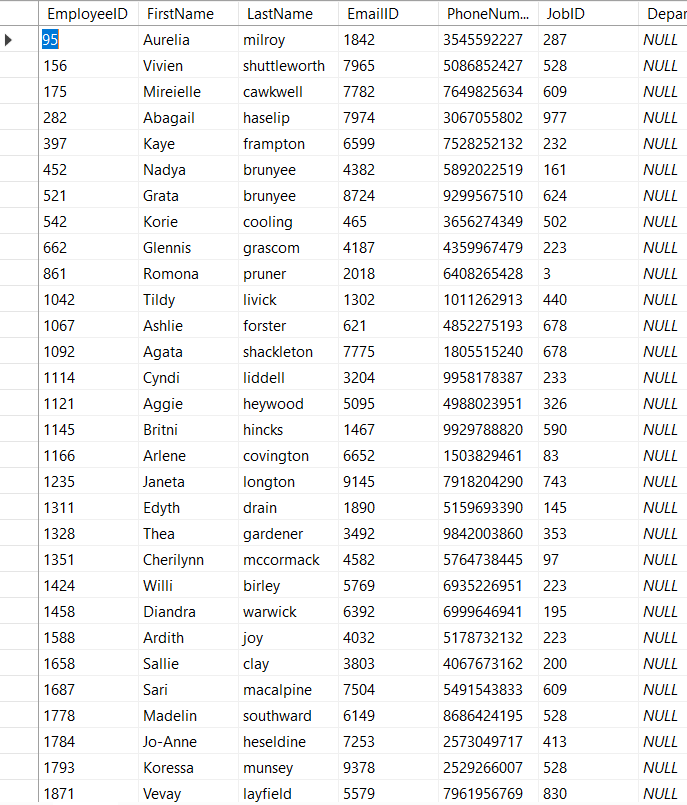 EmployeeID FirstName LastName EmailID PhoneNum... JobID Depar
95 Aurelia milroy 1842 3545592227 287 NULL
156 Vivien shuttleworth 7965 5086852427 528 NULL
175 Mireielle cawkwell 7782 7649825634 609 NULL
282 Abagail haselip 7974 3067055802 977 NULL
397 Kaye frampton 6599 7528252132 232 NULL
452 Nadya brunyee 4382 5892022519 161 NULL
521 Grata brunyee 8724 9299567510 624 NULL
542 Korie cooling 465 3656274349 502 NULL
662 Glennis grascom 4187 4359967479 223 NULL
861 Romona pruner 2018 6408265428 3 NULL
1042 Tildy livick 1302 1011262913 440 NULL
1067 Ashlie forster 621 4852275193 678 NULL
1092 Agata shackleton 7775 1805515240 678 NULL
1114 Cyndi liddell 3204 9958178387 233 NULL
1121 Aggie heywood 5095 4988023951 326 NULL
1145 Britni hincks 1467 9929788820 590 NULL
1166 Arlene covington 6652 1503829461 83 NULL
1235 Janeta longton 9145 7918204290 743 NULL
1311 Edyth drain 1890 5159693390 145 NULL
1328 Thea gardener 3492 9842003860 353 NULL
1351 Cherilynn mccormack 4582 5764738445 97 NULL
1424 Willi birley 5769 6935226951 223 NULL
1458 Diandra warwick 6392 6999646941 195 NULL
1588 Ardith joy 4032 5178732132 223 NULL
1658 Sallie clay 3803 4067673162 200 NULL
1687 Sari macalpine 7504 5491543833 609 NULL
1778 Madelin southward 6149 8686424195 528 NULL
1784 Jo-Anne heseldine 7253 2573049717 413 NULL
1793 Koressa munsey 9378 2529266007 528 NULL
1871 Vevay layfield 5579 7961956769 830 NULL